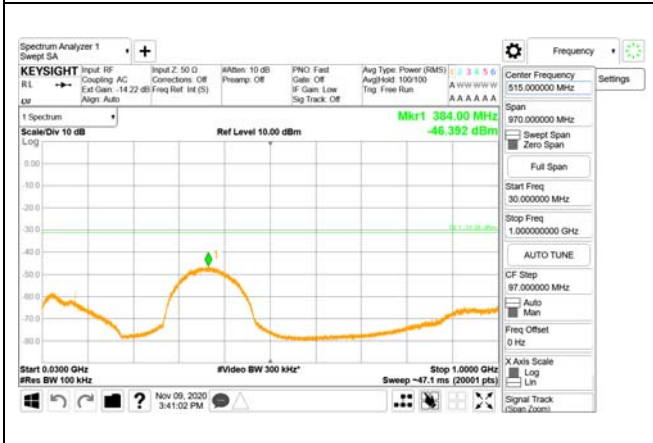 Spectrum Analyzer 1
Swept SA
Frequency
KEYSIGHT
Input: RF
Coupling: AC
Ext Gain: -14.22 dB
Align: Auto
Input Z: 50 Ω
Corrections: Off
Freq Ref: Int (S)
#Atten: 10 dB
Preamp: Off
PNO: Fast
Gate: Off
IF Gain: Low
Sig Track: Off
Avg Type: Power (RMS)
Avg|Hold: 100/100
Trig: Free Run
1 2 3 4 5 6
A W W W W W
A A A A A A
Center Frequency
515.000000 MHz
Settings
1 Spectrum
Scale/Div 10 dB
Log
Ref Level 10.00 dBm
Mkr1 384.00 MHz
-46.392 dBm
Span
970.000000 MHz
Swept Span
Zero Span
Full Span
Start Freq
30.000000 MHz
Stop Freq
1.000000000 GHz
AUTO TUNE
CF Step
97.000000 MHz
Auto
Man
Freq Offset
0 Hz
X Axis Scale
Log
Lin
Signal Track
(Span Zoom)
0.00
-10.0
-20.0
-30.0
-40.0
-50.0
-60.0
-70.0
-80.0
1
Start 0.0300 GHz
#Res BW 100 kHz
#Video BW 300 kHz*
Stop 1.0000 GHz
Sweep ~47.1 ms (20001 pts)
Nov 09, 2020
3:41:02 PM